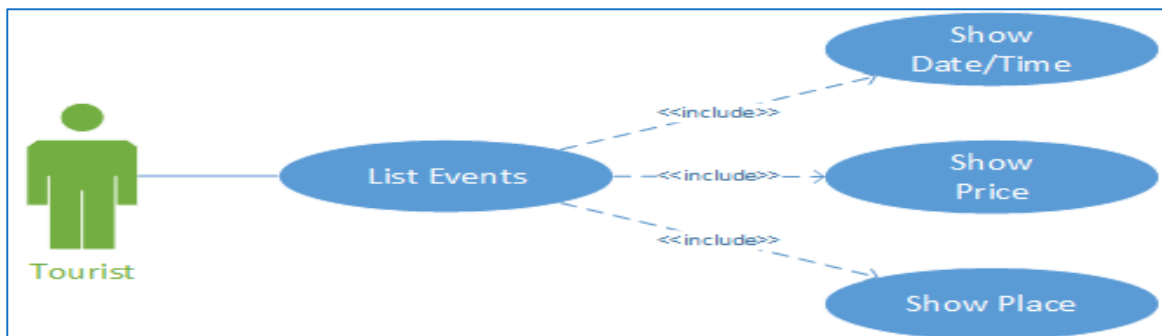 Show
Date/Time
<<include>>
List Events
<<include>>
Show
Price
<<include>>
Tourist
Show Place